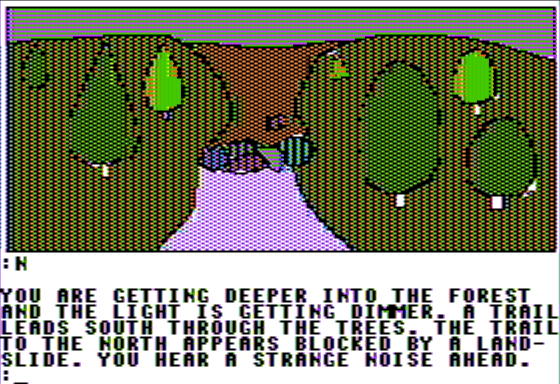 :N
YOU ARE GETTING DEEPER INTO THE FOREST
AND THE LIGHT IS GETTING DIMMER. A TRAIL
LEADS SOUTH THROUGH THE TREES. THE TRAIL
TO THE NORTH APPEARS BLOCKED BY A LAND-
SLIDE. YOU HEAR A STRANGE NOISE AHEAD.
:_